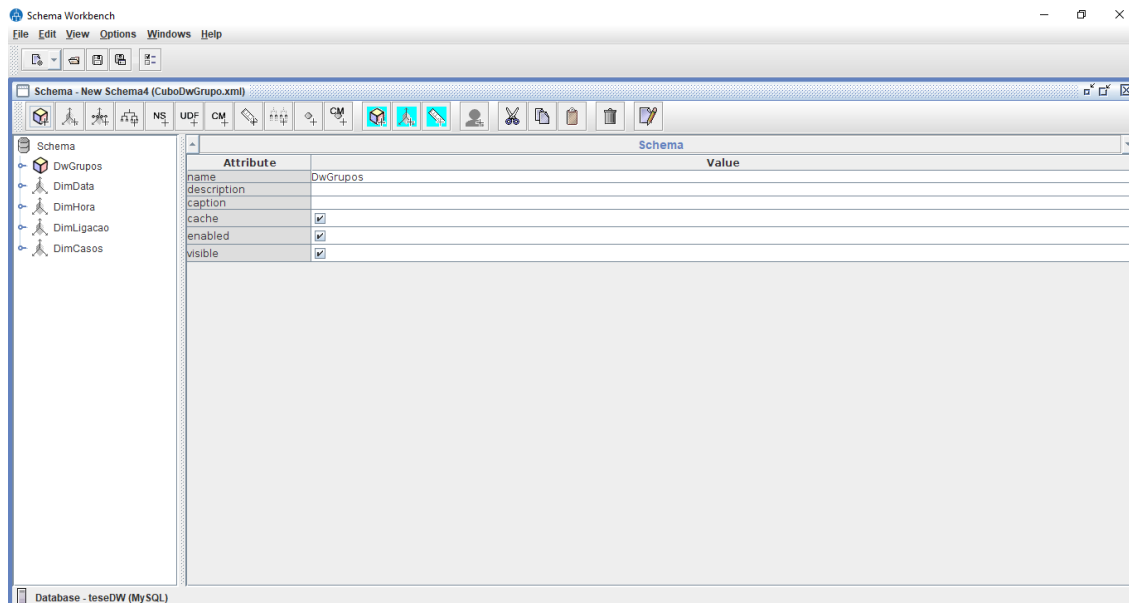 Schema Workbench
File Edit View Options Windows Help
Schema - New Schema4 (CuboDwGrupo.xml)
NS UDF CM CM
Schema
DwGrupos
DimData
DimHora
DimLigacao
DimCasos
Schema
Attribute Value
name DwGrupos
description
caption
cache
enabled
visible
Database - teseDW (MySQL)